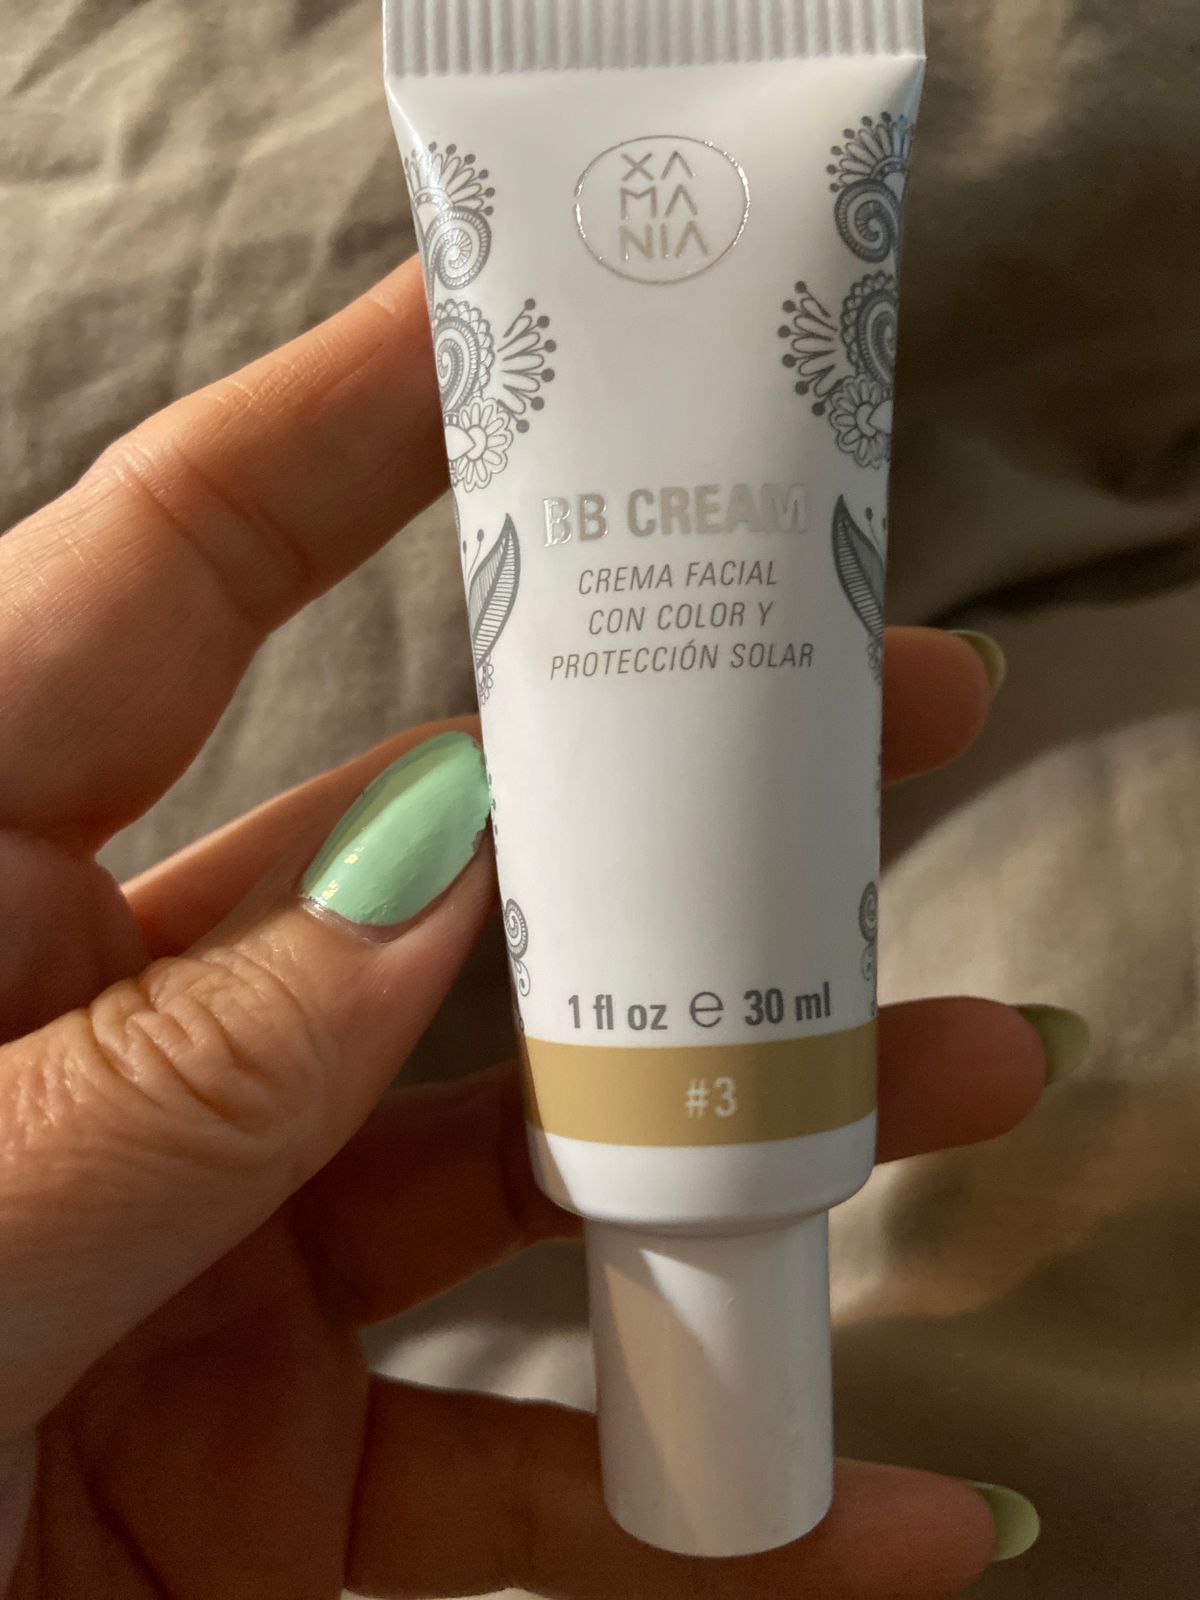 XA
MA
NIA
BB CREAM
CREMA FACIAL
CON COLOR Y
PROTECCIÓN SOLAR
1 fl oz e 30 ml
#3